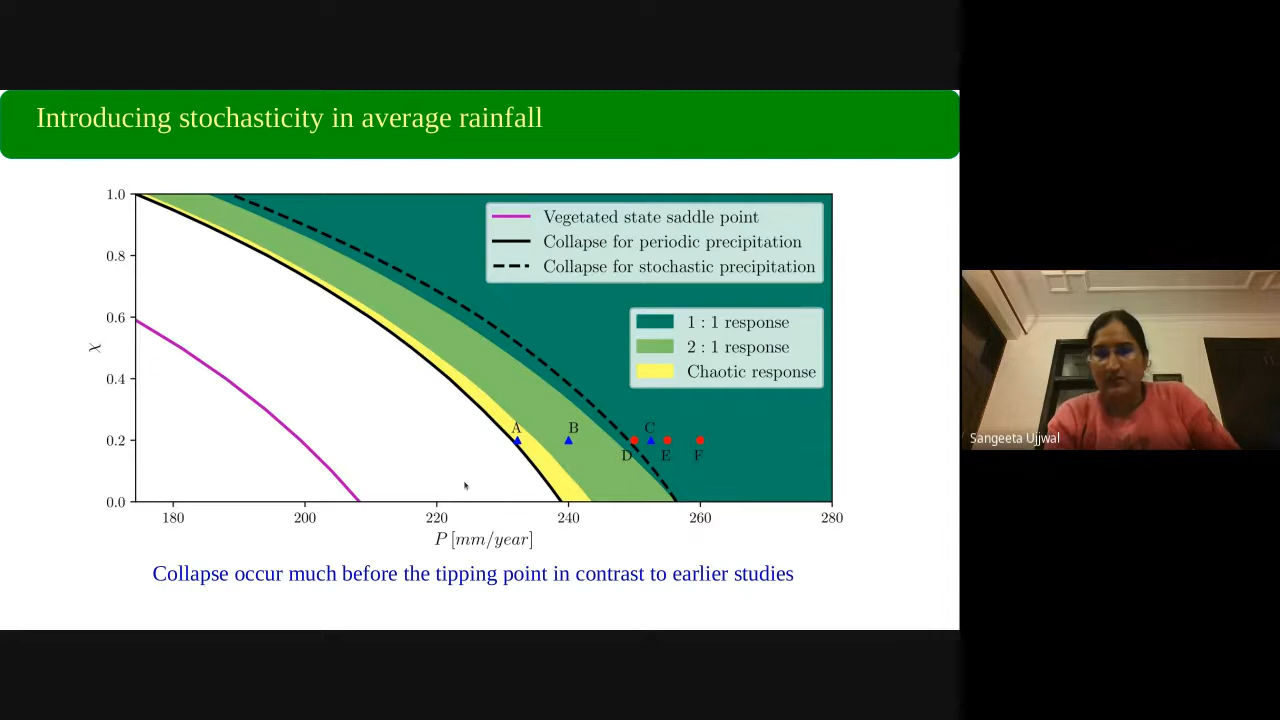 Introducing stochasticity in average rainfall
1.0
0.8
0.6
0.4
0.2
0.0
χ
Vegetated state saddle point
Collapse for periodic precipitation
Collapse for stochastic precipitation
1 : 1 response
2 : 1 response
Chaotic response
A
B
C
D
E
F
180
200
220
240
260
280
P [mm/year]
Collapse occur much before the tipping point in contrast to earlier studies
Sangeeta Ujjwal